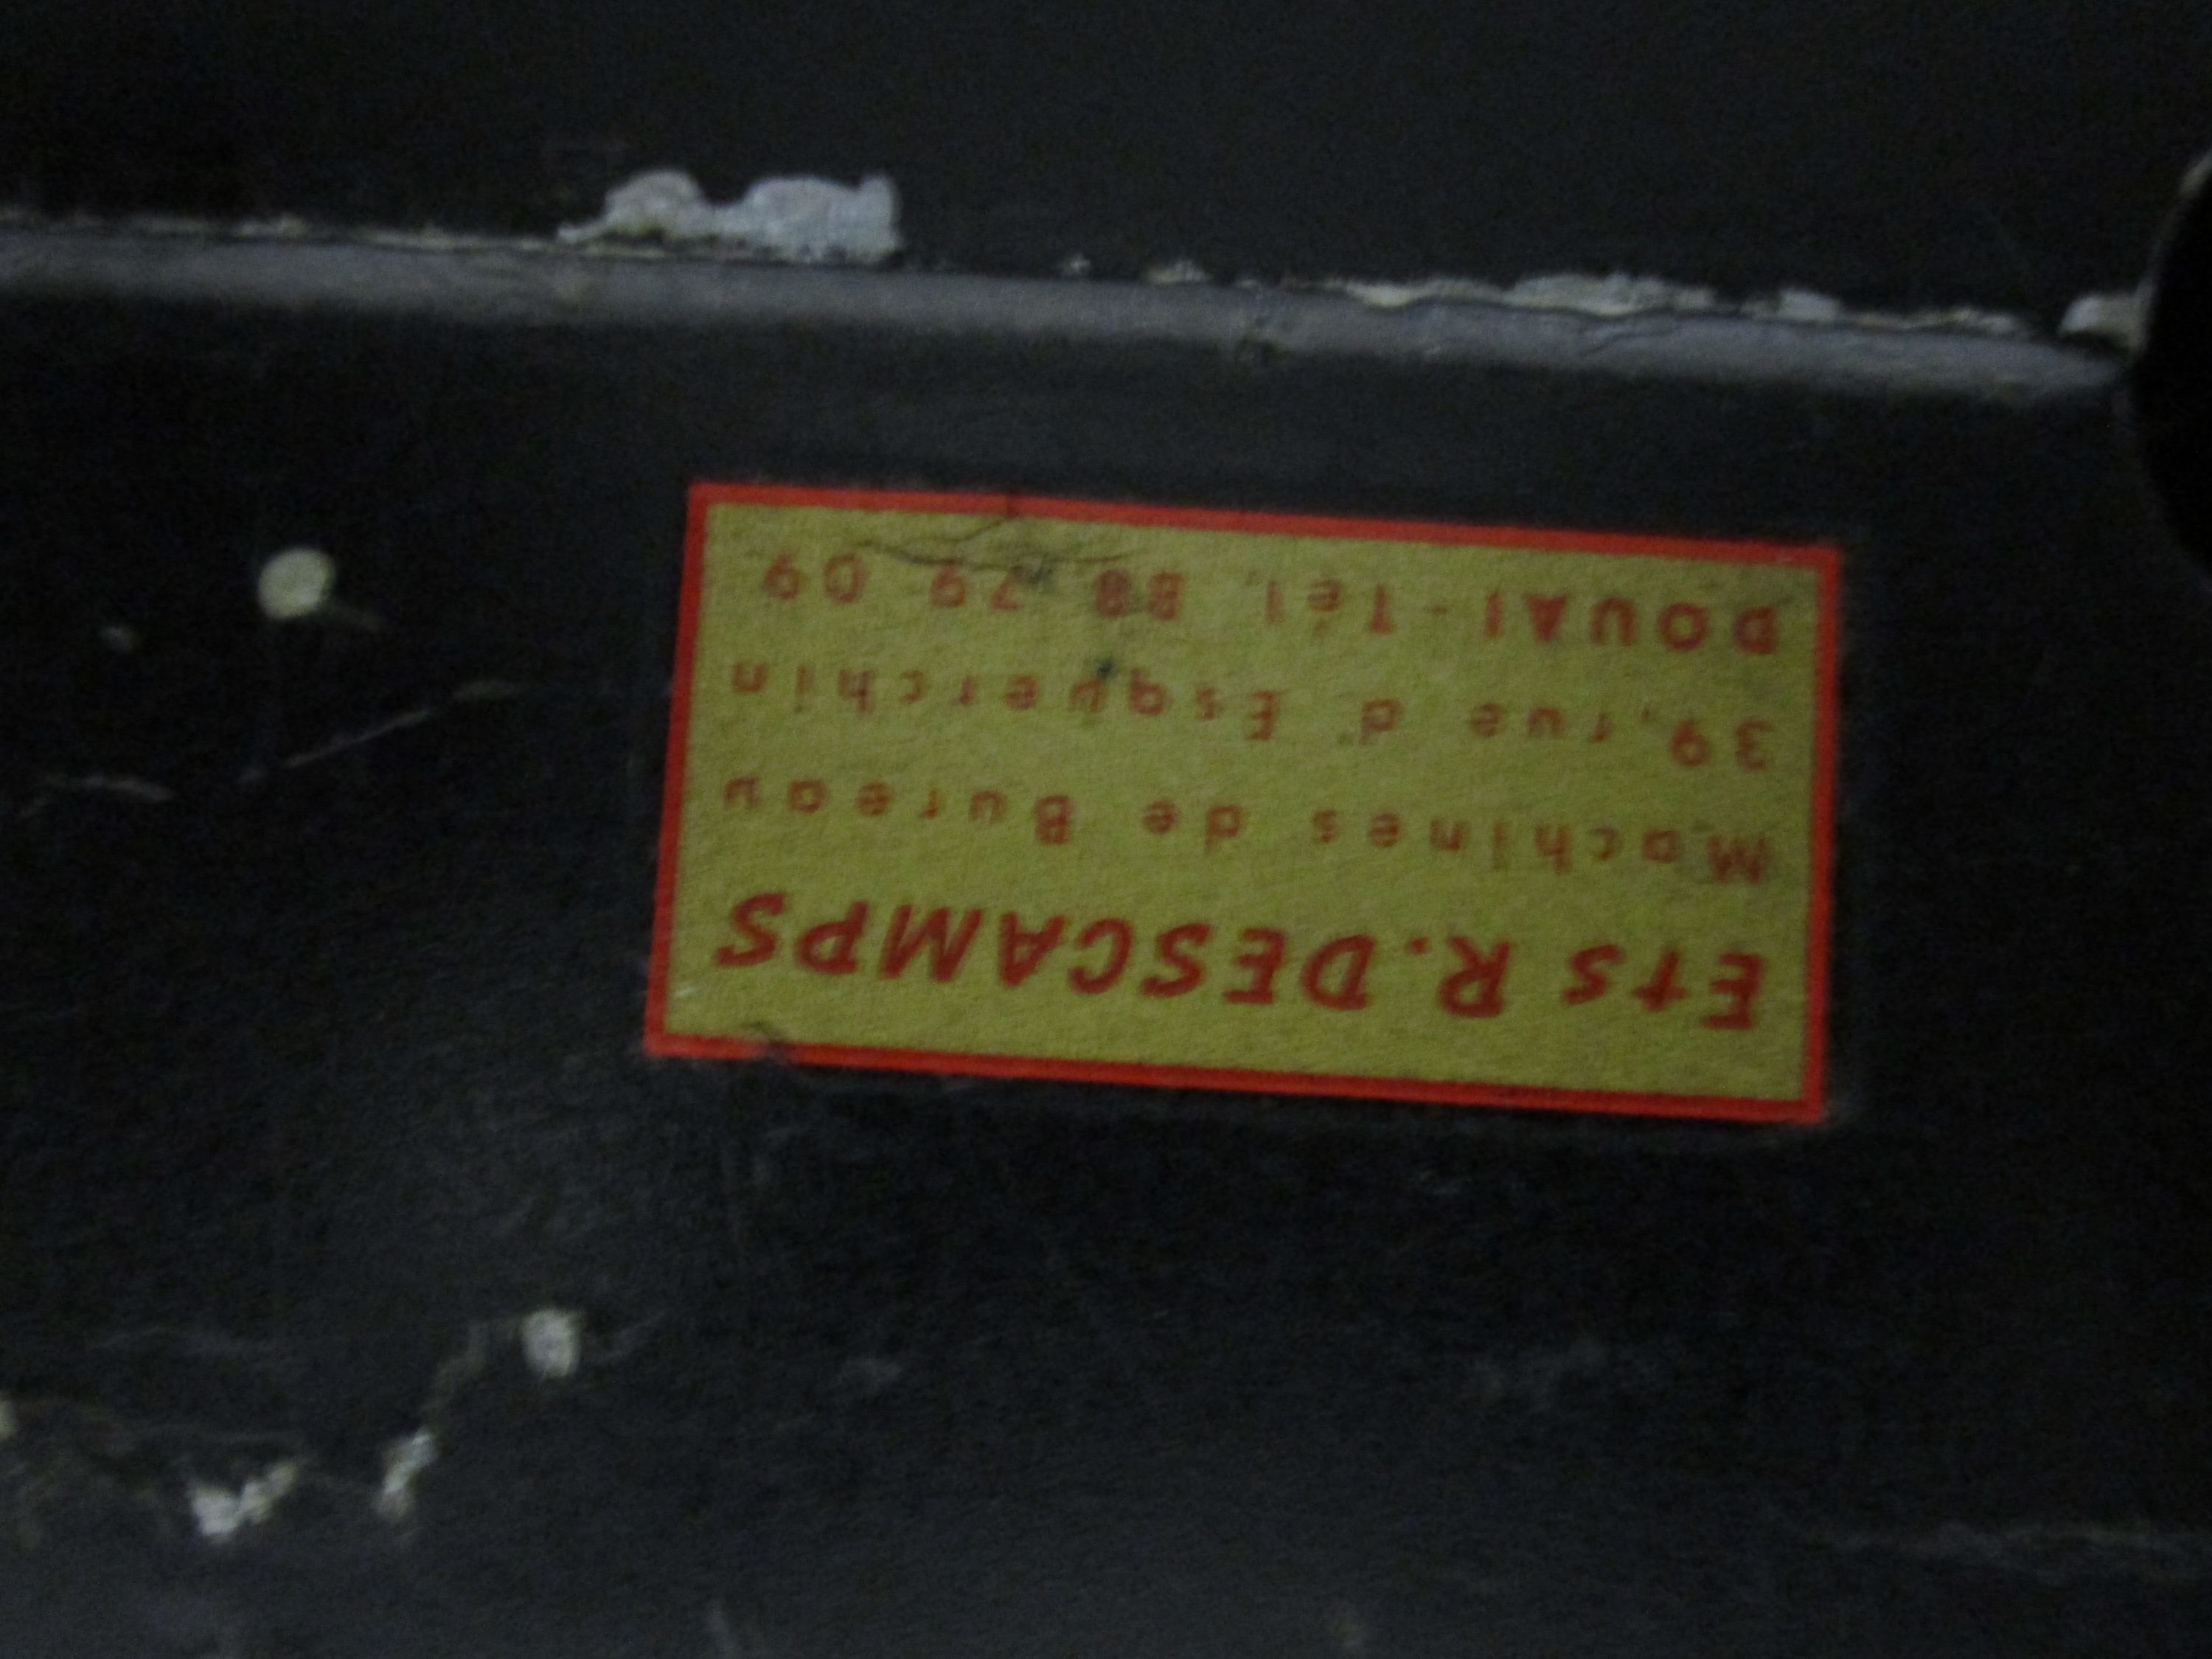 Ets R. DESCAMPS
Machines de Bureau
39, rue d'Esquerchin
DOUAI - Tél. 88 79 09